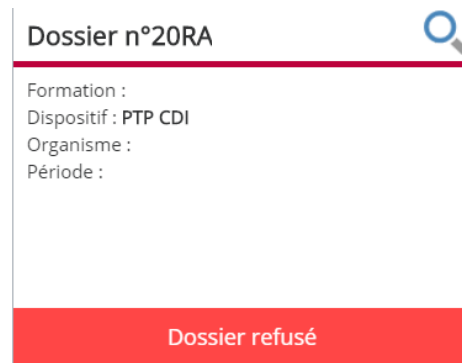 Dossier n°20RA
Formation :
Dispositif : PTP CDI
Organisme :
Période :
Dossier refusé